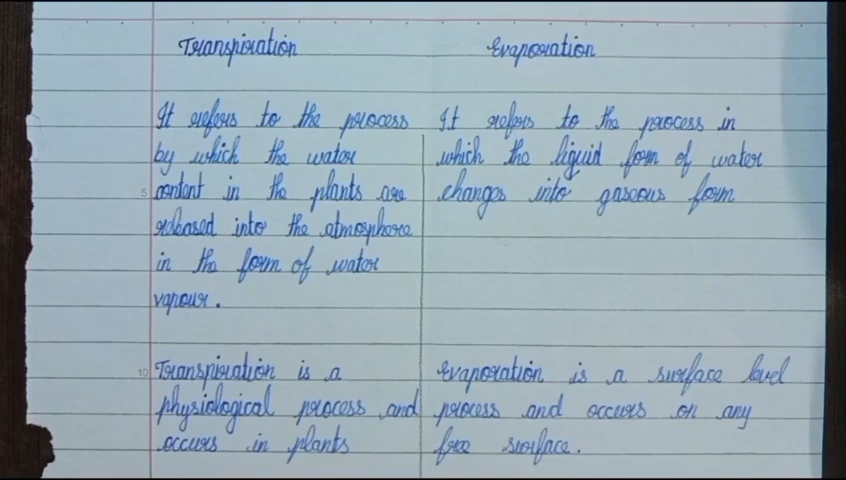 Transpiration
Evaporation
It refers to the process
by which the water
content in the plants are
released into the atmosphere
in the form of water
vapour.
It refers to the process in
which the liquid form of water
changes into gaseous form
5
10
Transpiration is a
physiological process and
occurs in plants
Evaporation is a surface level
process and occurs on any
free surface.